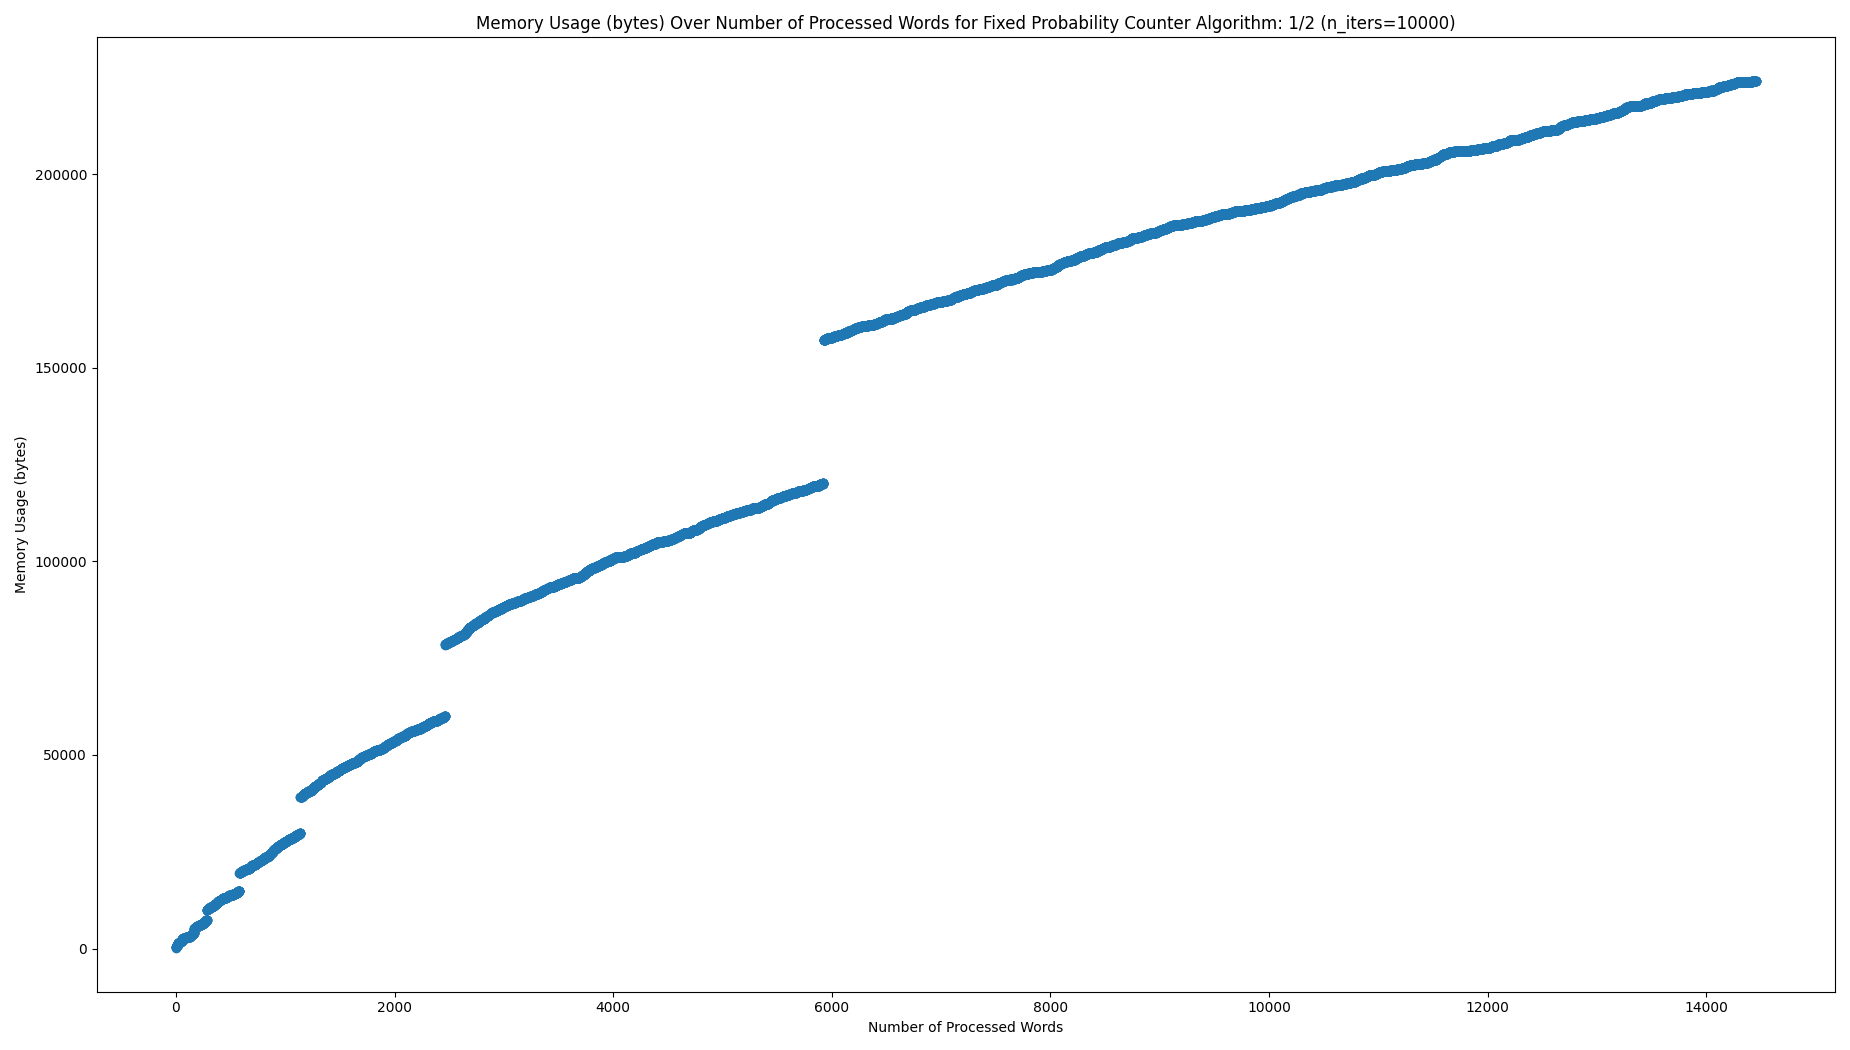 Memory Usage (bytes) Over Number of Processed Words for Fixed Probability Counter Algorithm: 1/2 (n_iters=10000)
200000
150000
100000
50000
0
Memory Usage (bytes)
0 2000 4000 6000 8000 10000 12000 14000
Number of Processed Words